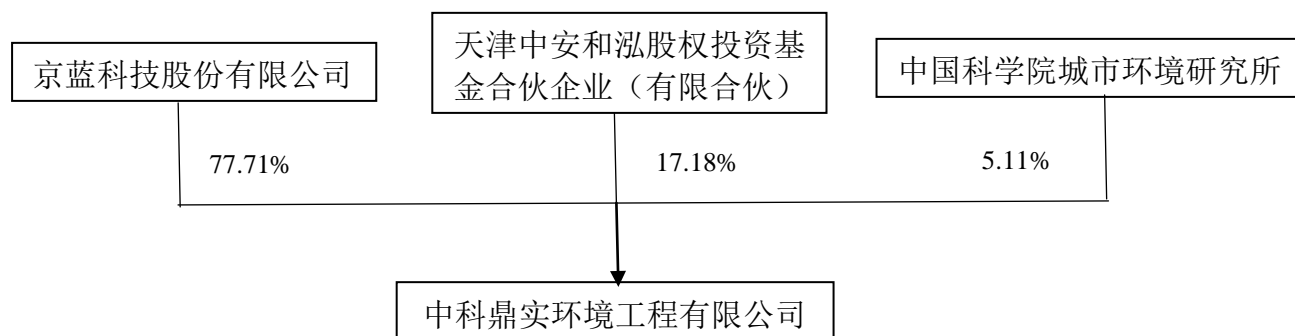 京蓝科技股份有限公司
天津中安和泓股权投资基
金合伙企业（有限合伙）
中国科学院城市环境研究所
77.71%
17.18%
5.11%
中科鼎实环境工程有限公司